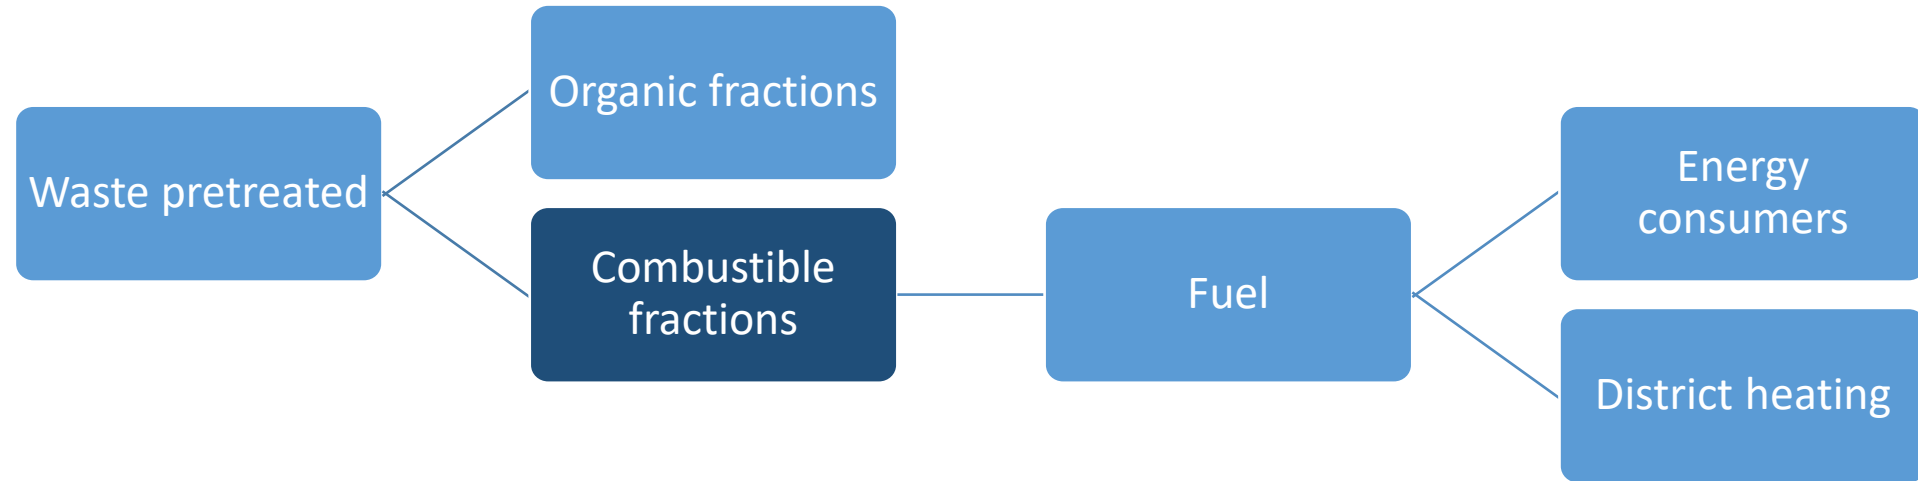 Waste pretreated
Organic fractions
Combustible
fractions
Fuel
Energy
consumers
District heating